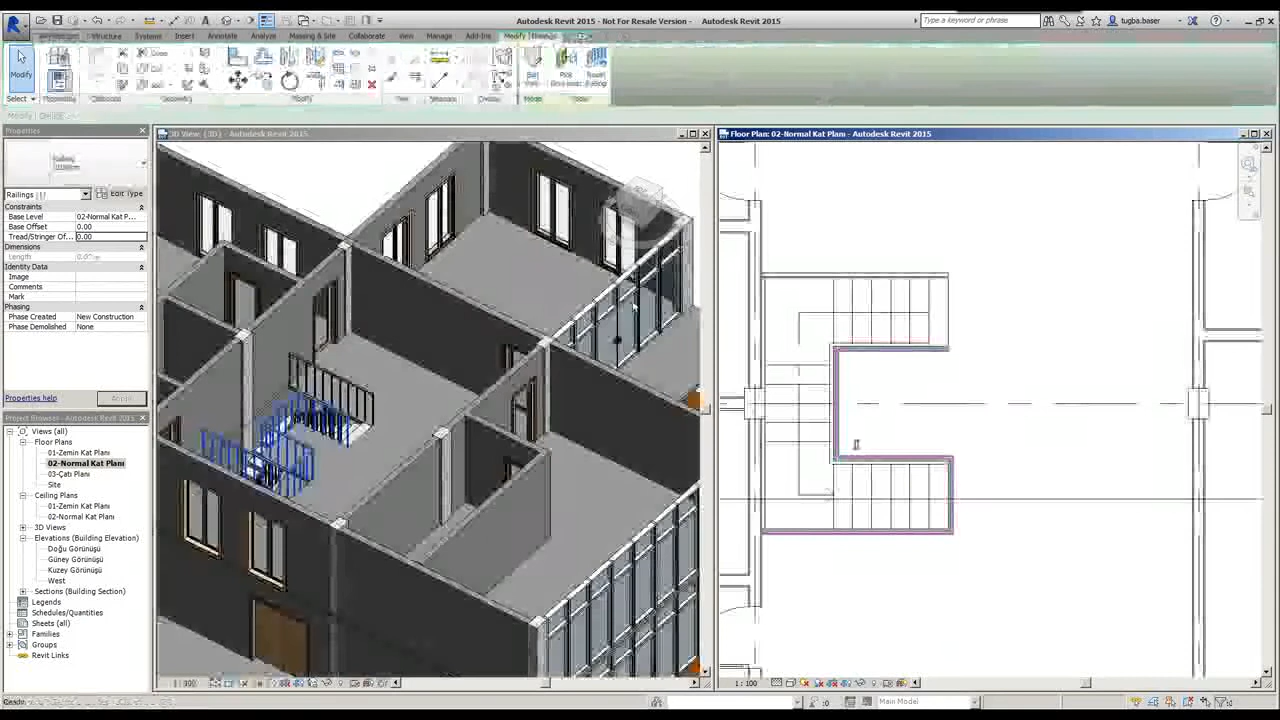 Autodesk Revit 2015 - Not For Resale Version -    Autodesk Revit 2015
Type a keyword or phrase
tugba.baser
Structure Systems Insert Annotate Analyze Massing & Site Collaborate View Manage Add-Ins Modify |
Modify
Select
Properties
Railings (1)
Edit Type
Constraints
Base Level 02-Normal Kat P...
Base Offset 0.00
Tread/Stringer Of... 0.00
Dimensions
Length
Identity Data
Image
Comments
Mark
Phasing
Phase Created New Construction
Phase Demolished None
Properties help
Apply
Project Browser - Autodesk Revit 2015 ...
Views (all)
Floor Plans
01-Zemin Kat Planı
02-Normal Kat Planı
03-Çatı Planı
Site
Ceiling Plans
01-Zemin Kat Planı
02-Normal Kat Planı
3D Views
Elevations (Building Elevation)
Doğu Görünüşü
Güney Görünüşü
Kuzey Görünüşü
West
Sections (Building Section)
Legends
Schedules/Quantities
Sheets (all)
Families
Groups
Revit Links
3D View: {3D} - Autodesk Revit 2015
Floor Plan: 02-Normal Kat Planı - Autodesk Revit 2015
1 : 100
Ready
:0
Main Model